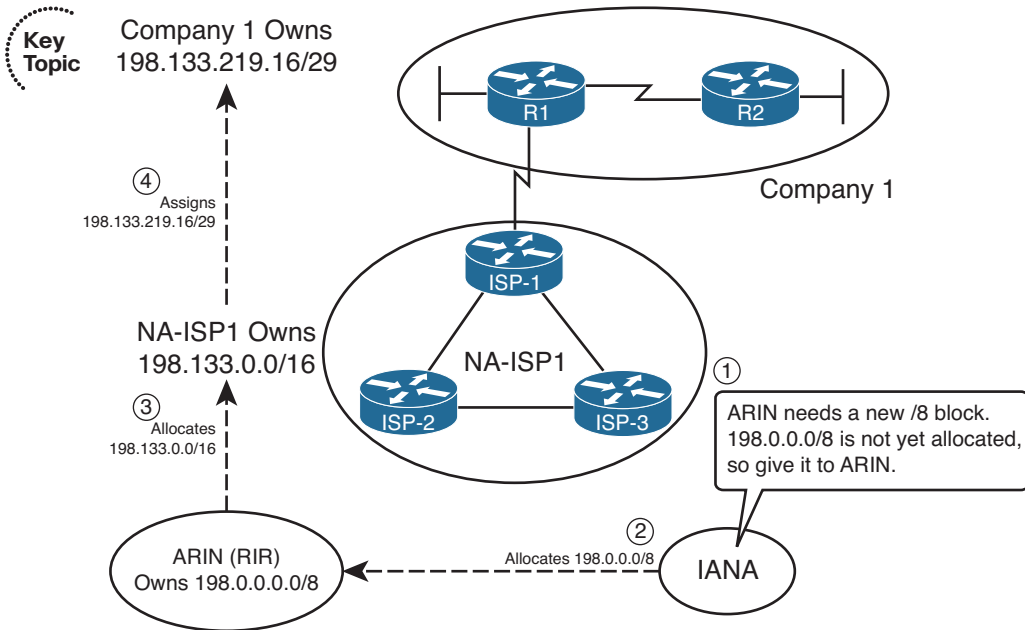 Key
Topic
Company 1 Owns
198.133.219.16/29
R1
R2
Company 1
4
Assigns
198.133.219.16/29
ISP-1
NA-ISP1 Owns
198.133.0.0/16
NA-ISP1
ISP-2
ISP-3
3
Allocates
198.133.0.0/16
1
ARIN needs a new /8 block.
198.0.0.0/8 is not yet allocated,
so give it to ARIN.
ARIN (RIR)
Owns 198.0.0.0.0/8
2
Allocates 198.0.0.0/8
IANA